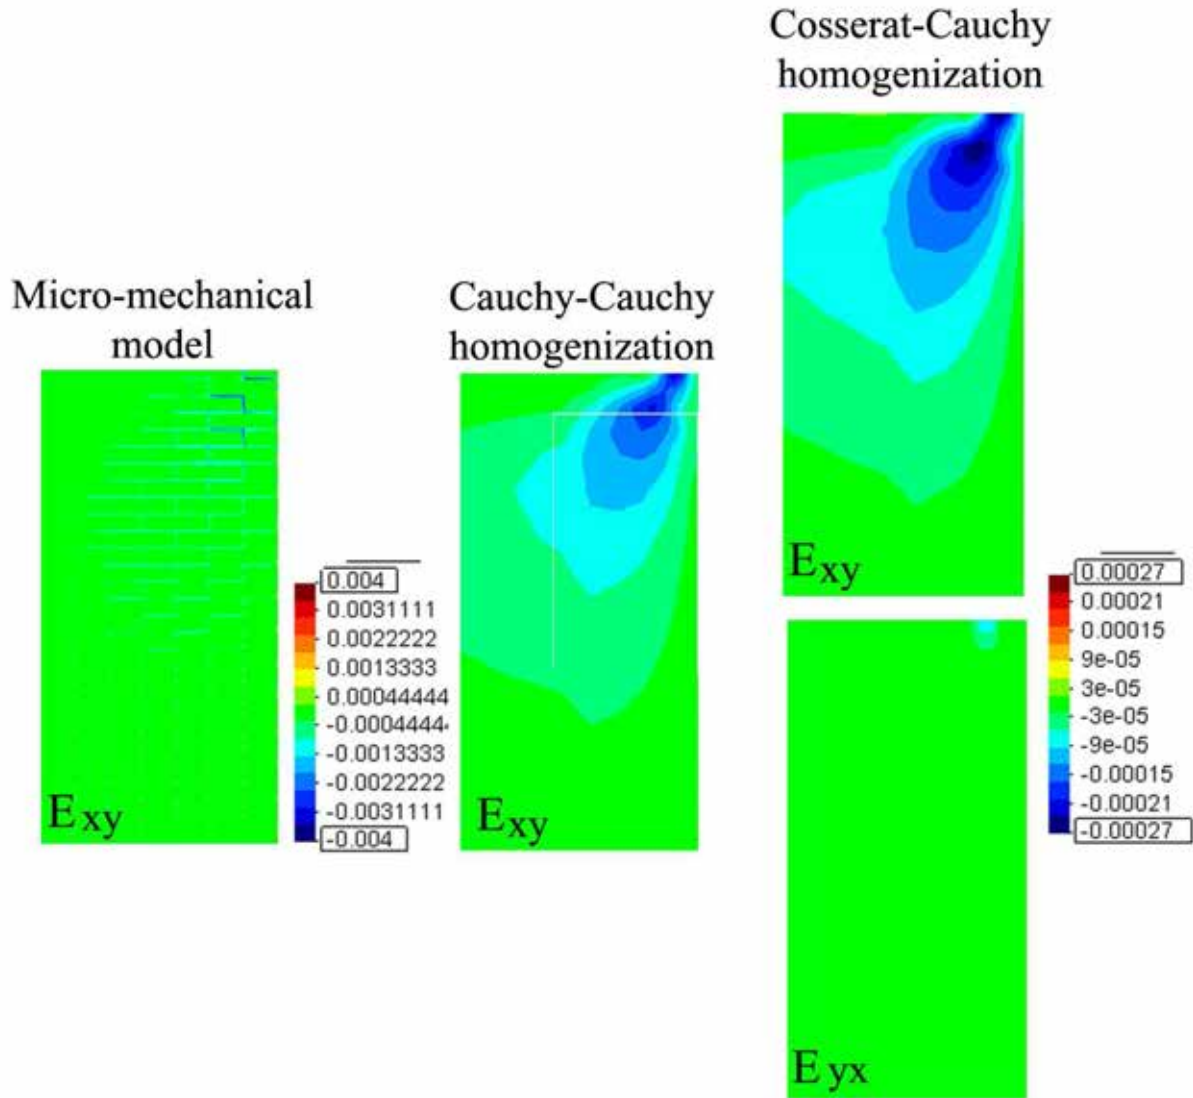 Cosserat-Cauchy
homogenization
Micro-mechanical
model
Cauchy-Cauchy
homogenization
0.004
0.0031111
0.0022222
0.0013333
0.00044444
-0.0004444
-0.0013333
-0.0022222
-0.0031111
-0.004
Exy
Exy
Exy
0.00027
0.00021
0.00015
9e-05
3e-05
-3e-05
-9e-05
-0.00015
-0.00021
-0.00027
E yx